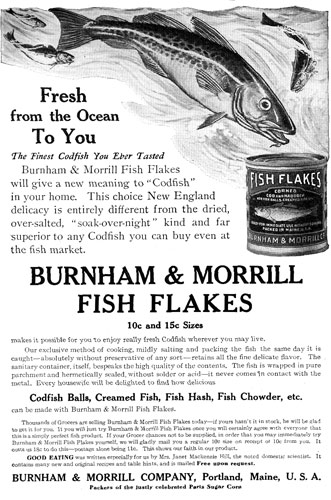 Fresh
from the Ocean
To You
The Finest Codfish You Ever Tasted
Burnham & Morrill Fish Flakes
will give a new meaning to "Codfish"
in your home. This choice New England
delicacy is entirely different from the dried,
over-salted, "soak-over-night" kind and far
superior to any Codfish you can buy even at
the fish market.
FISH FLAKES
CORNED
COD AND HADDOCK
PACKED IN MAINE U.S.A.
BURNHAM & MORRILL CO
BURNHAM & MORRILL
FISH FLAKES
10c and 15c Sizes
makes it possible for you to enjoy really fresh Codfish wherever you may live.
Our exclusive method of cooking, mildly salting and packing the fish the same day it is
caught—absolutely without preservative of any sort—retains all the fine delicate flavor. The
sanitary container, itself, bespeaks the high quality of the contents. The fish is wrapped in pure
parchment and hermetically sealed, without solder or acid—it never comes in contact with the
metal. Every housewife will be delighted to find how delicious
Codfish Balls, Creamed Fish, Fish Hash, Fish Chowder, etc.
can be made with Burnham & Morrill Fish Flakes.
Thousands of Grocers are selling Burnham & Morrill Fish Flakes today—if yours hasn't it in stock, he will be glad
to get it for you. If you will just try Burnham & Morrill Fish Flakes once you will certainly agree with everyone that
this is a simply perfect fish product. If your Grocer chances not to be supplied, in order that you may immediately try
Burnham & Morrill Fish Flakes yourself, we will gladly mail you a regular 10c size on receipt of 10c from you. It
costs us 15c to do this—postage alone being 11c. This shows our faith in our product.
GOOD EATING was written especially for us by Mrs. Janet Mackenzie Hill, the noted domestic scientist. It
contains many new and original recipes and table hints, and is mailed Free upon request.
BURNHAM & MORRILL COMPANY, Portland, Maine, U. S. A.
Packers of the justly celebrated Paris Sugar Corn